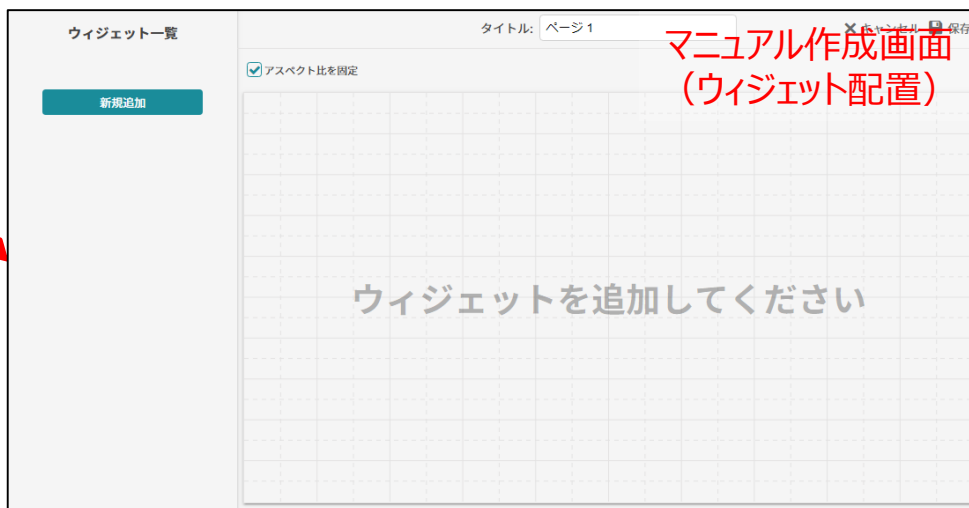 ウィジェット一覧
タイトル: ページ 1
キャンセル 保存
マニュアル作成画面
（ウィジェット配置）
アスペクト比を固定
新規追加
ウィジェットを追加してください